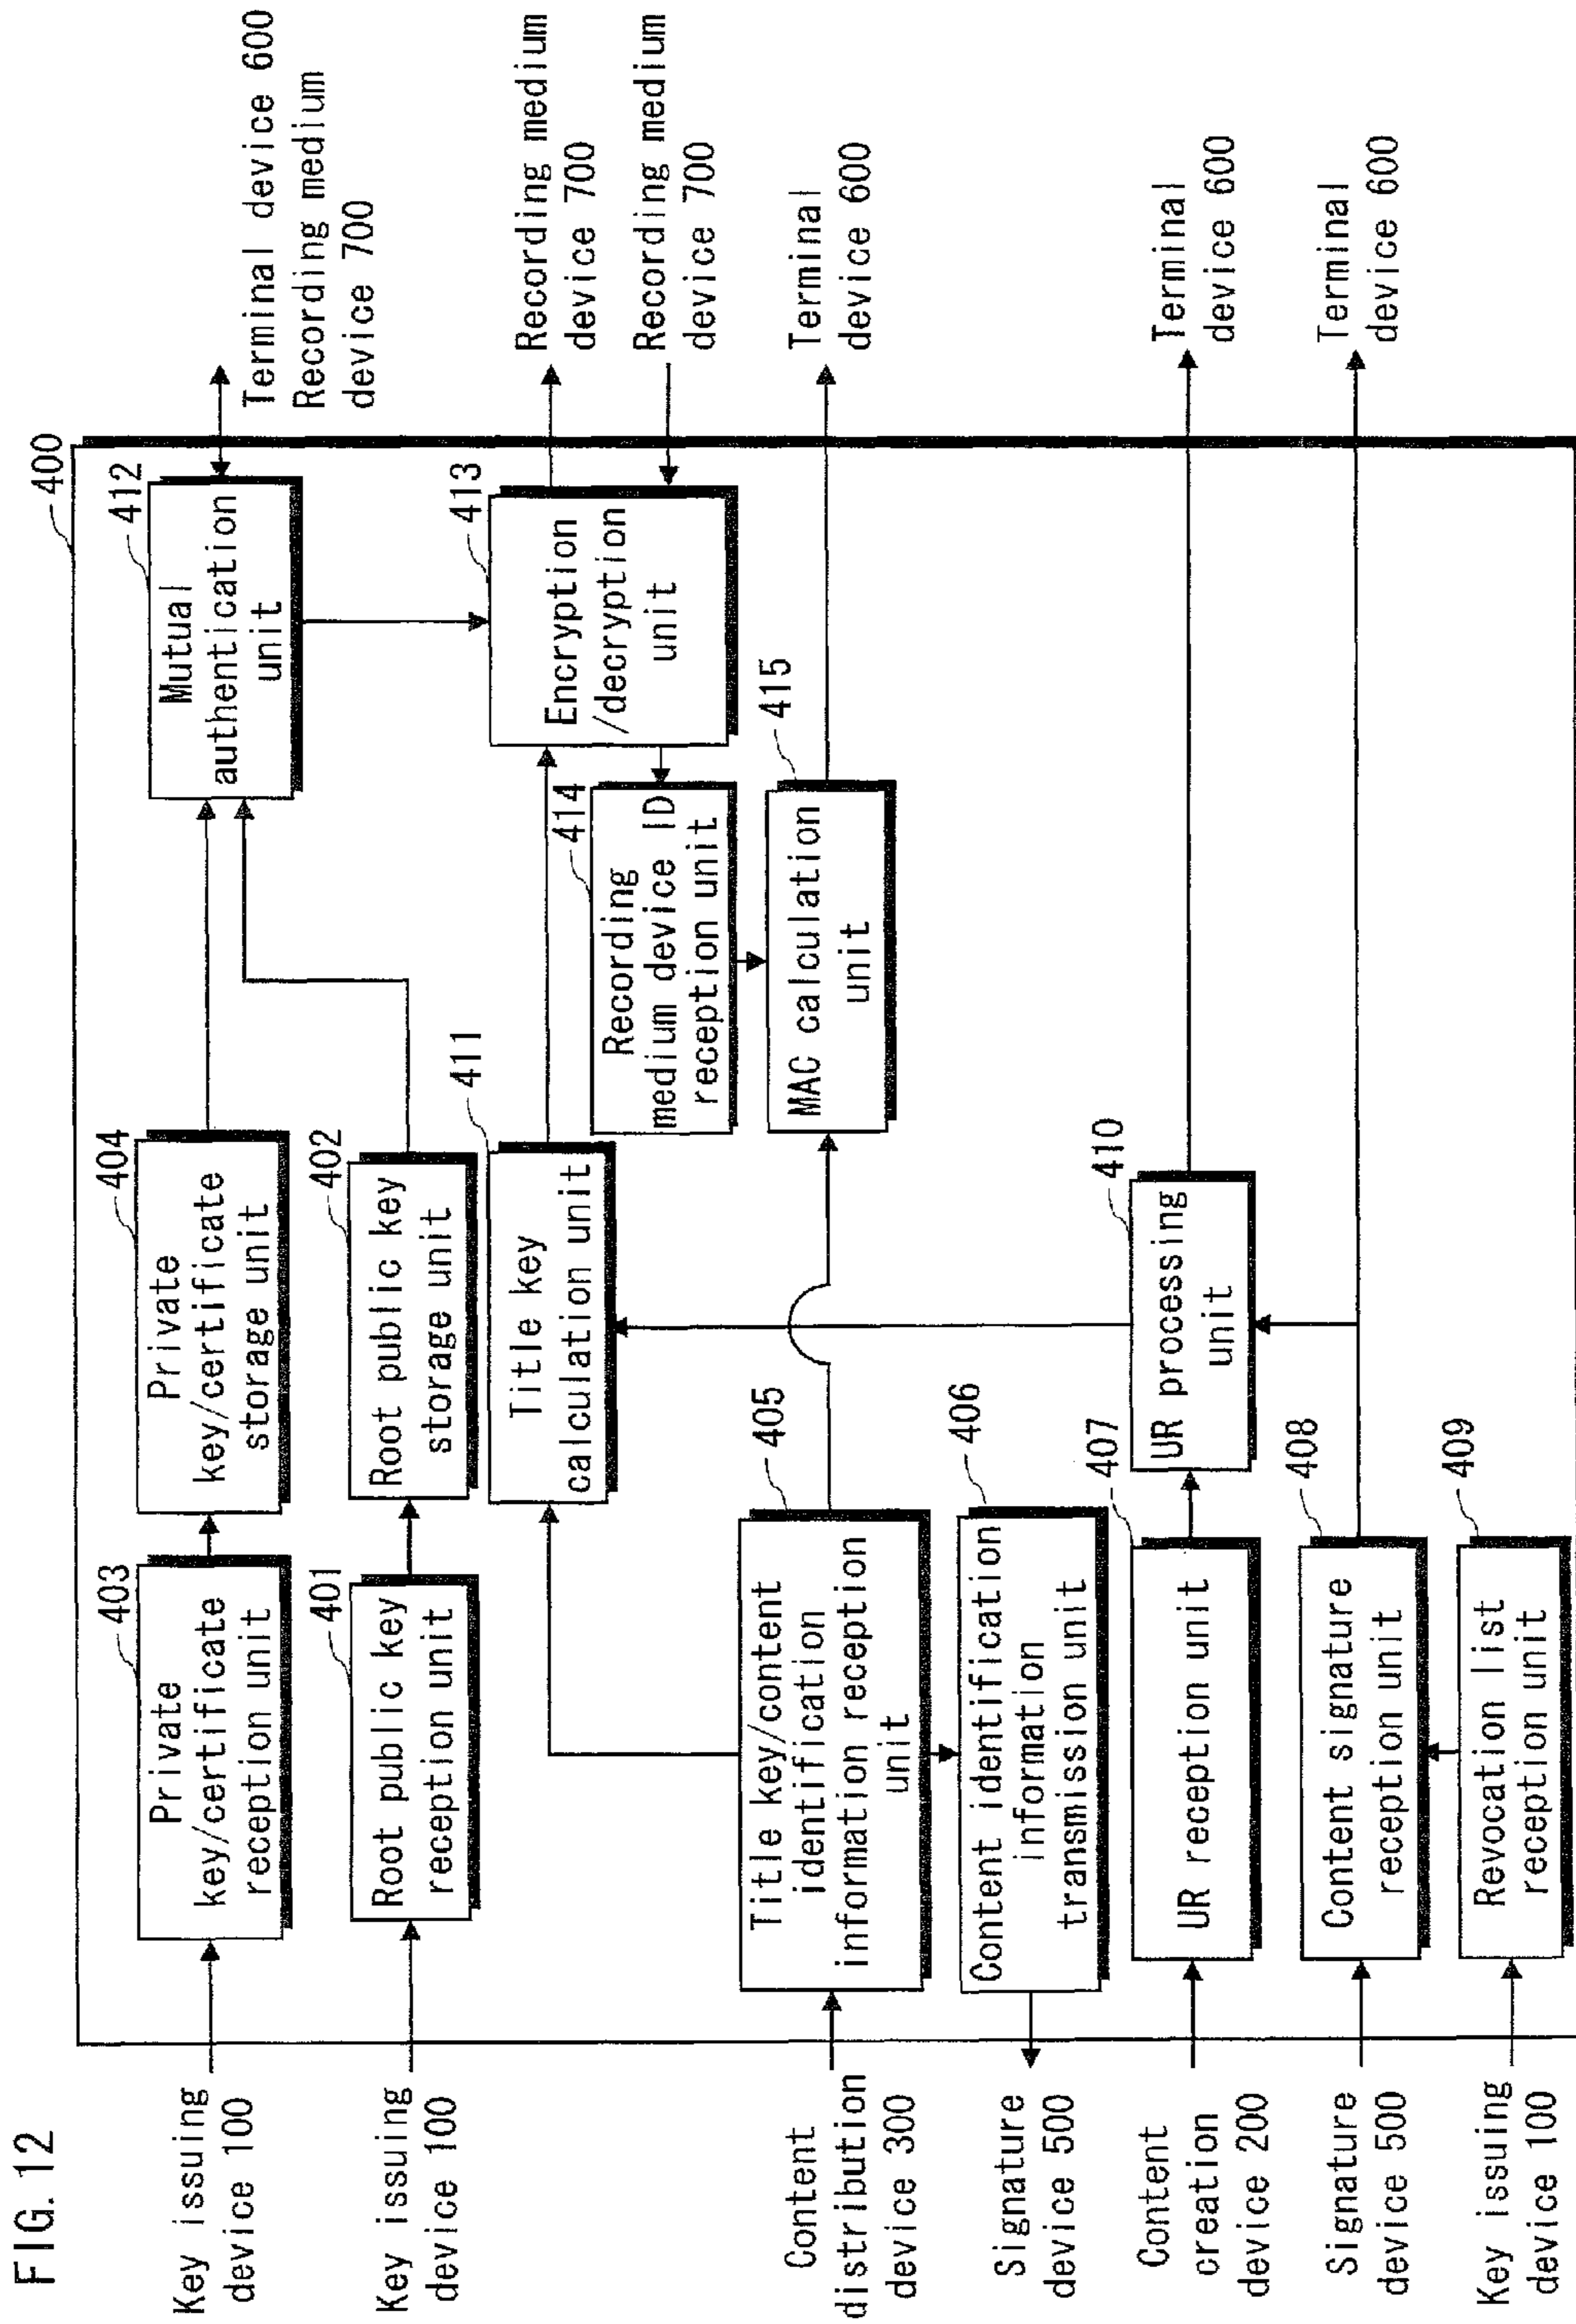 FIG. 12
400
Key issuing
device 100
403
Private
key/certificate
reception unit
404
Private
key/certificate
storage unit
412
Mutual
authentication
unit
Terminal device 600
Recording medium
device 700
Key issuing
device 100
401
Root public key
reception unit
402
Root public key
storage unit
411
Title key
calculation unit
413
Encryption
/decryption
unit
Recording medium
device 700
Recording medium
device 700
414
Recording
medium device ID
reception unit
Content
distribution
device 300
405
Title key/content
identification
information reception
unit
415
MAC calculation
unit
Terminal
device 600
Signature
device 500
406
Content identification
information
transmission unit
Content
creation
device 200
407
UR reception unit
410
UR processing
unit
Terminal
device 600
Signature
device 500
408
Content signature
reception unit
Terminal
device 600
Key issuing
device 100
409
Revocation list
reception unit